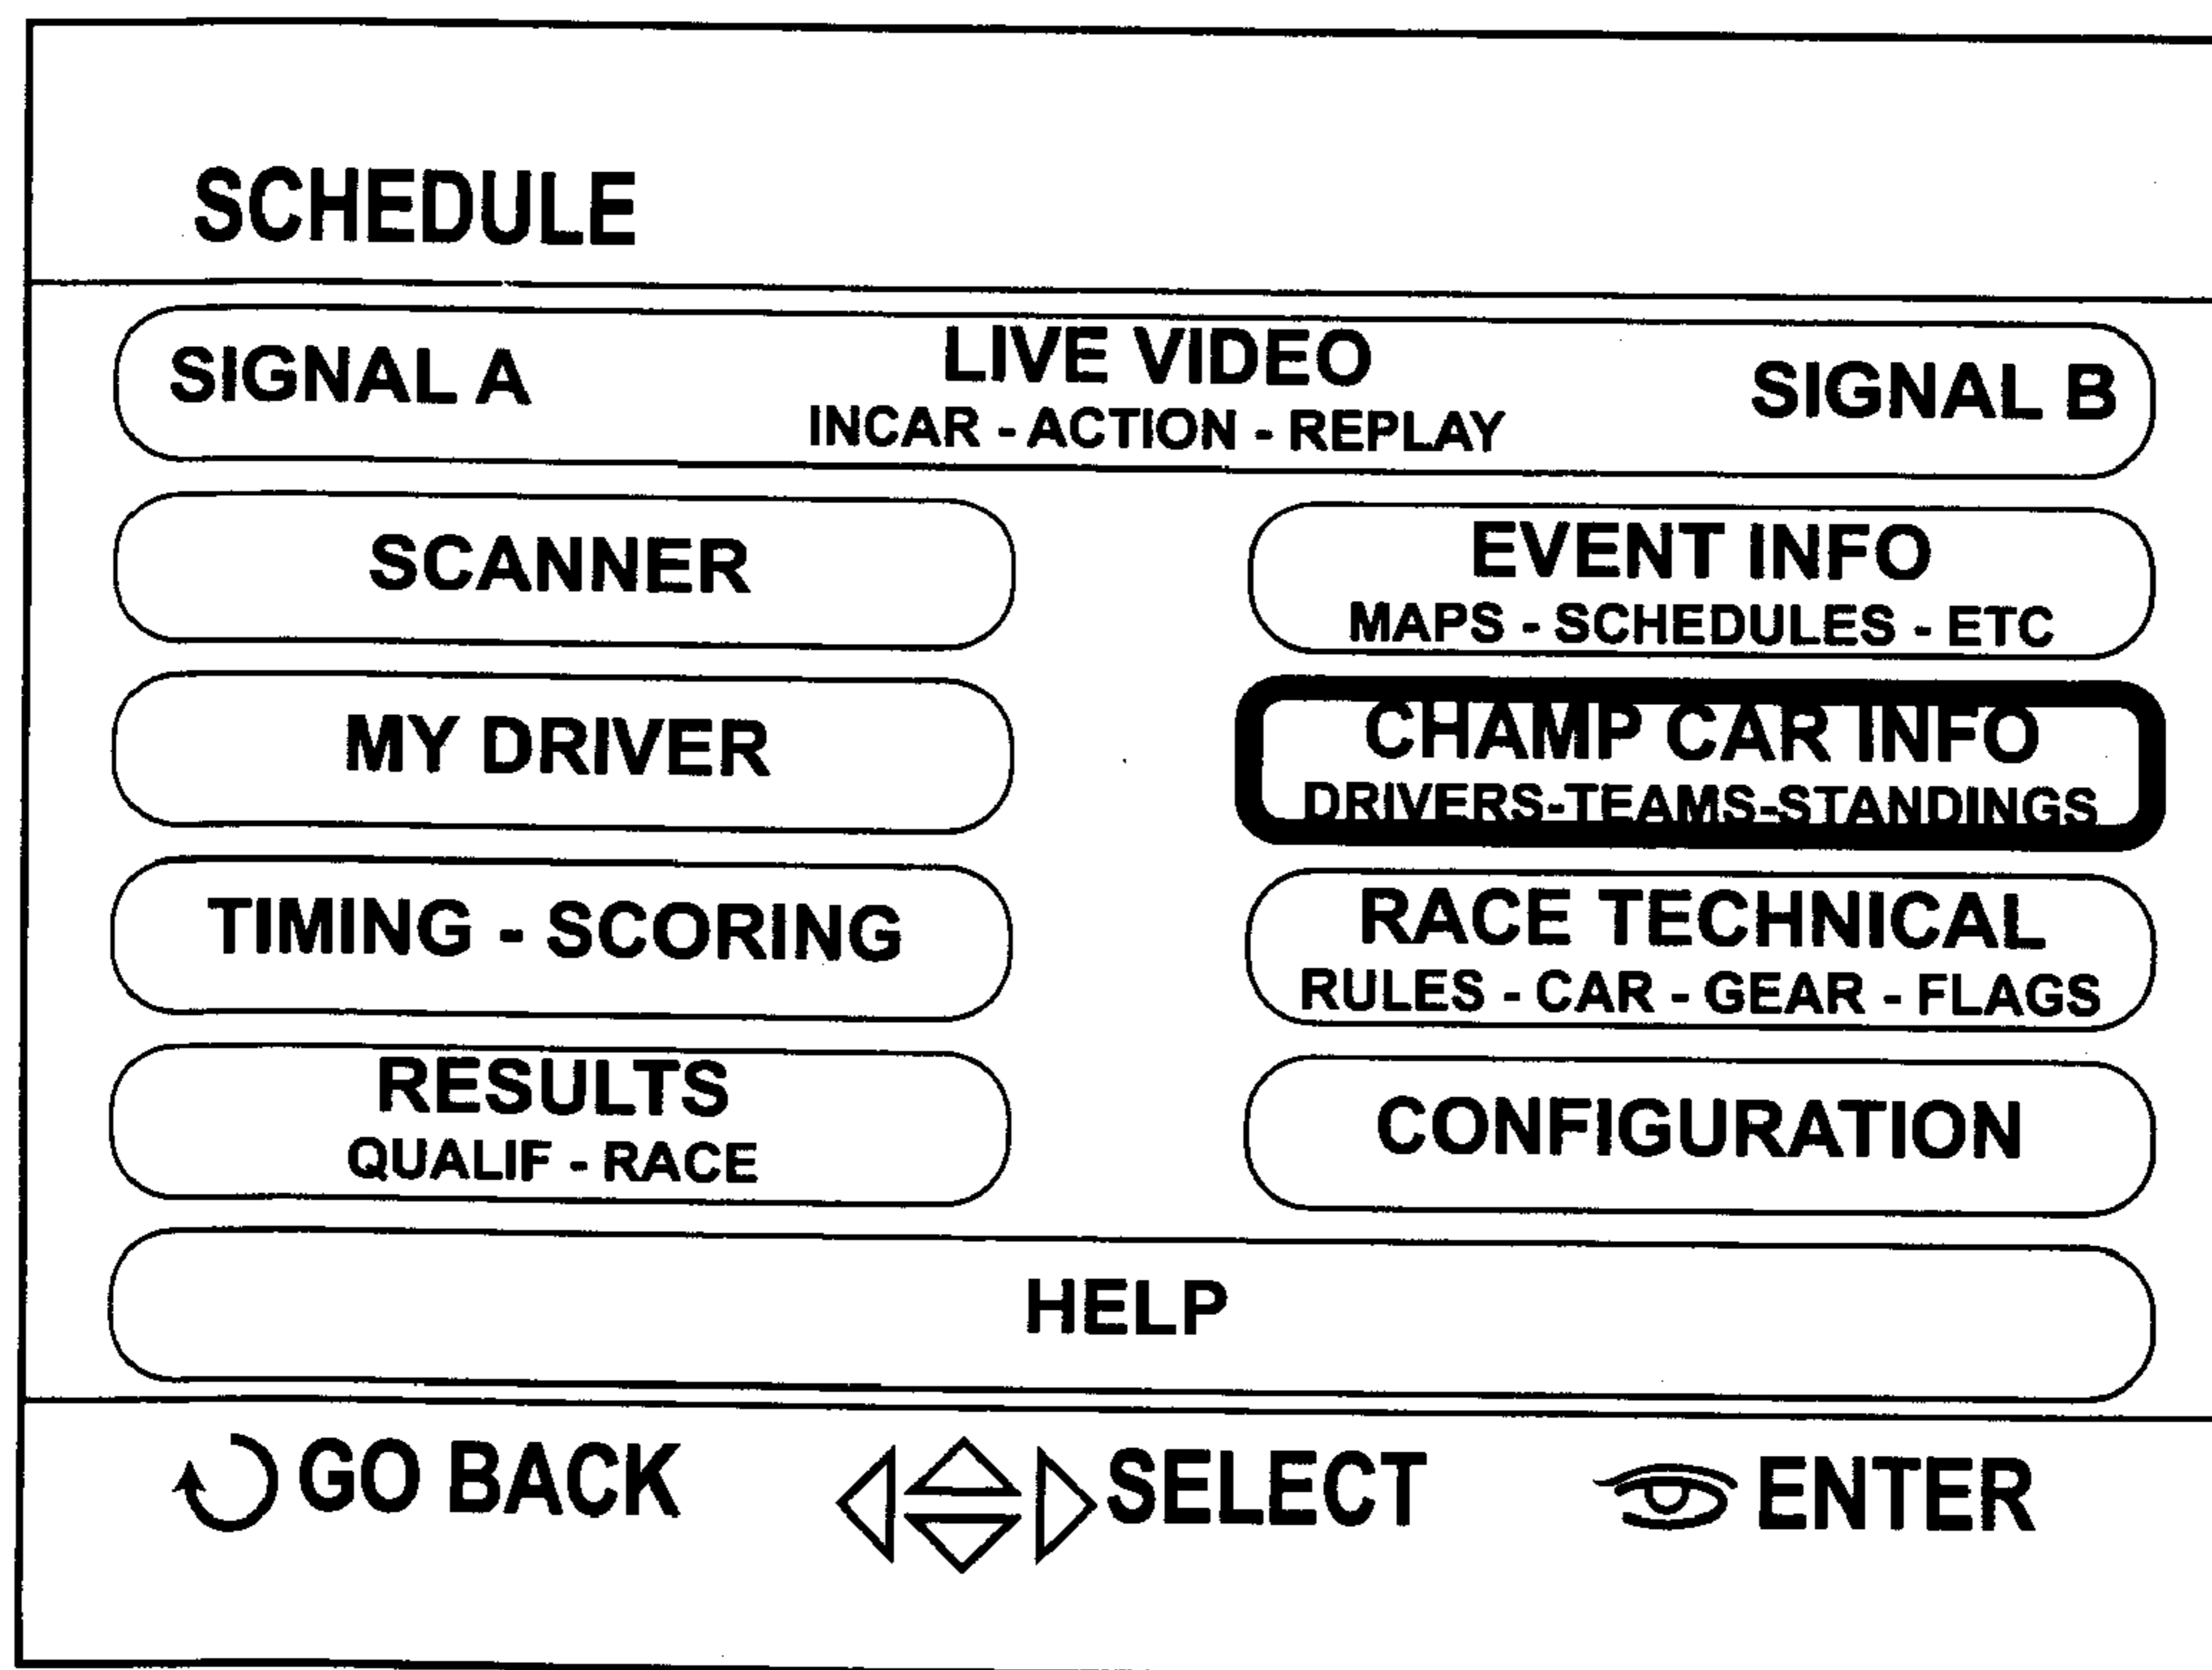 SCHEDULE
SIGNAL A LIVE VIDEO SIGNAL B
INCAR - ACTION - REPLAY
SCANNER
EVENT INFO
MAPS - SCHEDULES - ETC
MY DRIVER
CHAMP CAR INFO
DRIVERS-TEAMS-STANDINGS
TIMING - SCORING
RACE TECHNICAL
RULES - CAR - GEAR - FLAGS
RESULTS
QUALIF - RACE
CONFIGURATION
HELP
GO BACK SELECT ENTER